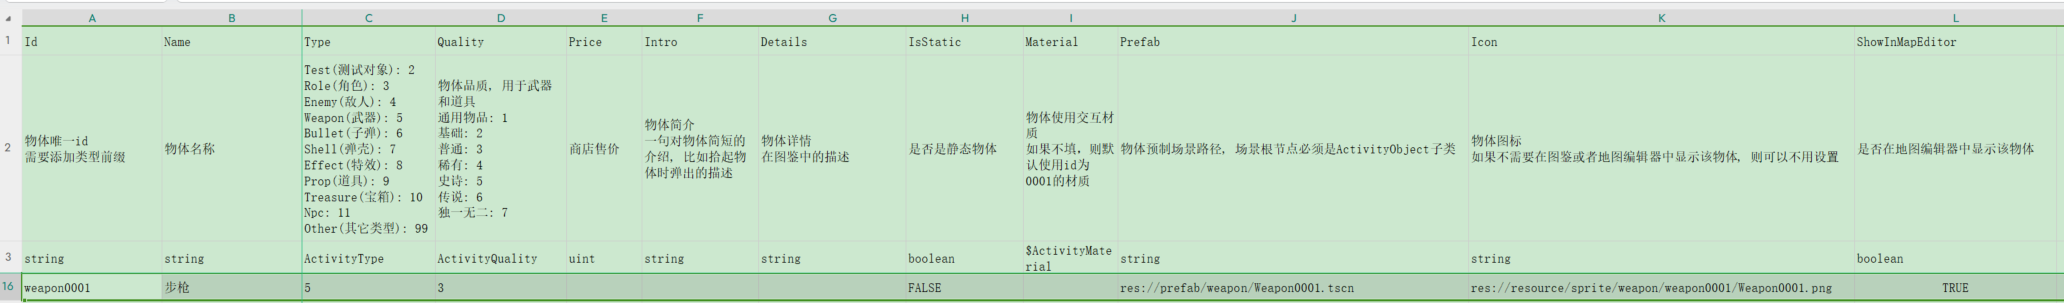 A B C D E F G H I J K L
1 Id Name Type Quality Price Intro Details IsStatic Material Prefab Icon ShowInMapEditor
2
物体唯一id
需要添加类型前缀
物体名称
Test(测试对象): 2
Role(角色): 3
Enemy(敌人): 4
Weapon(武器): 5
Bullet(子弹): 6
Shell(弹壳): 7
Effect(特效): 8
Prop(道具): 9
Treasure(宝箱): 10
Npc: 11
Other(其它类型): 99
物体品质, 用于武器
和道具
通用物品: 1
基础: 2
普通: 3
稀有: 4
史诗: 5
传说: 6
独一无二: 7
商店售价
物体简介
一句对物体简短的
介绍, 比如拾起物
体时弹出的描述
物体详情
在图鉴中的描述
是否是静态物体
物体使用交互材
质
如果不填, 则默
认使用id为
0001的材质
物体预制场景路径, 场景根节点必须是ActivityObject子类
物体图标
如果不需要在图鉴或者地图编辑器中显示该物体, 则可以不用设置
是否在地图编辑器中显示该物体
3 string string ActivityType ActivityQuality uint string string boolean
$ActivityMate
rial
string string boolean
16 weapon0001 步枪 5 3 FALSE res://prefab/weapon/Weapon0001.tscn res://resource/sprite/weapon/weapon0001/Weapon0001.png TRUE